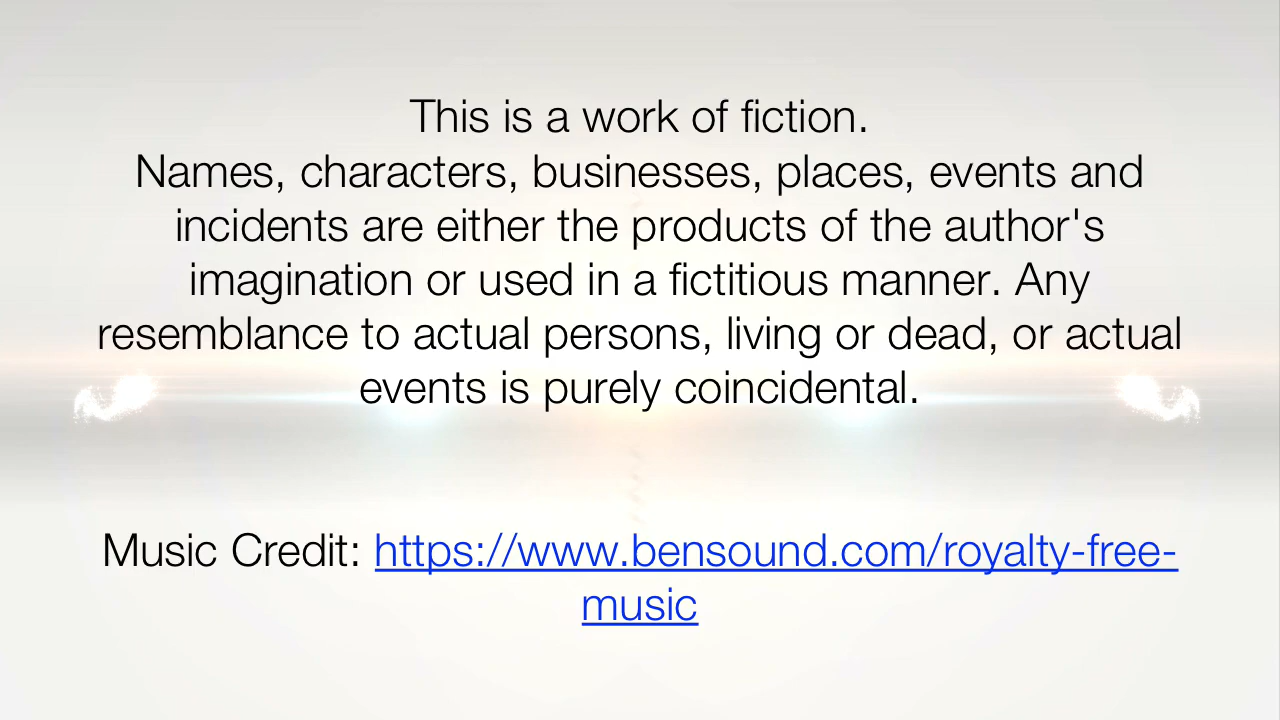 This is a work of fiction.
Names, characters, businesses, places, events and
incidents are either the products of the author's
imagination or used in a fictitious manner. Any
resemblance to actual persons, living or dead, or actual
events is purely coincidental.
Music Credit: https://www.bensound.com/royalty-free-
music